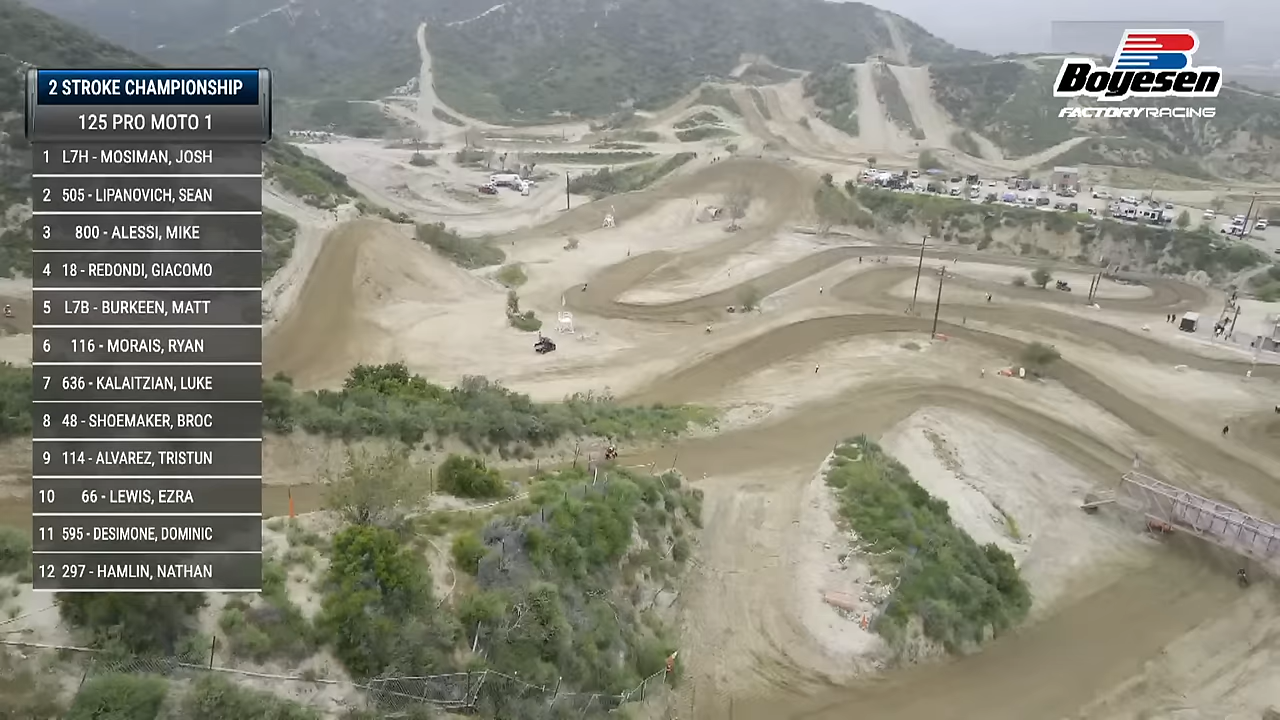 2 STROKE CHAMPIONSHIP
125 PRO MOTO 1
1 L7H - MOSIMAN, JOSH
2 505 - LIPANOVICH, SEAN
3 800 - ALESSI, MIKE
4 18 - REDONDI, GIACOMO
5 L7B - BURKEEN, MATT
6 116 - MORAIS, RYAN
7 636 - KALAITZIAN, LUKE
8 48 - SHOEMAKER, BROC
9 114 - ALVAREZ, TRISTUN
10 66 - LEWIS, EZRA
11 595 - DESIMONE, DOMINIC
12 297 - HAMLIN, NATHAN
Boyesen
FACTORY RACING